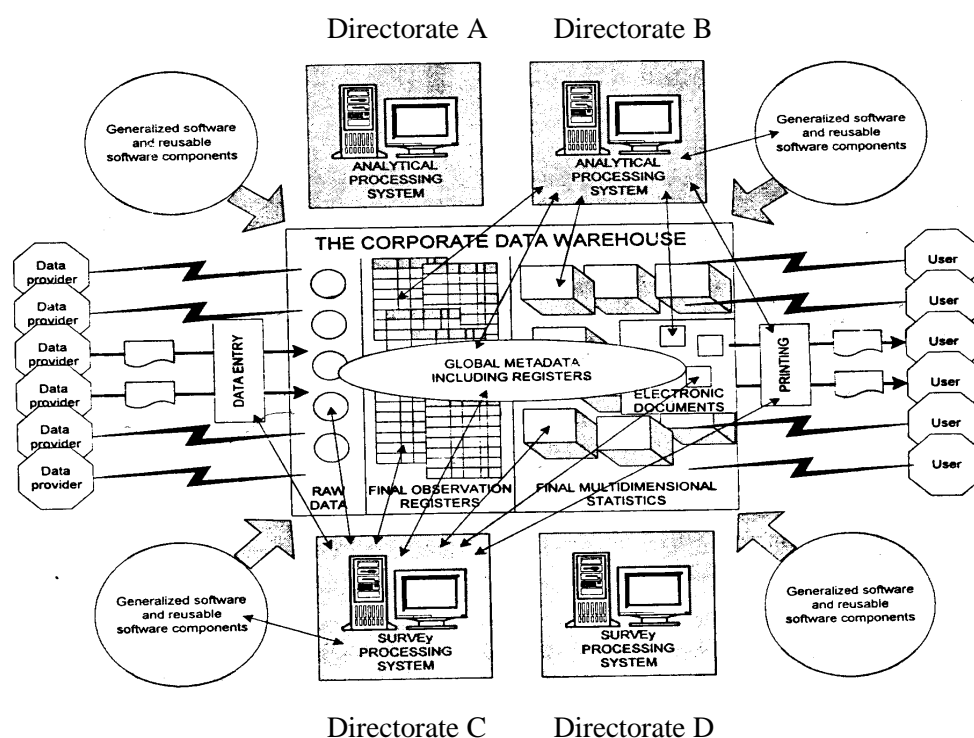 Directorate A
Directorate B
Generalized software
and reusable
software components
ANALYTICAL
PROCESSING
SYSTEM
ANALYTICAL
PROCESSING
SYSTEM
Generalized software
and reusable
software components
THE CORPORATE DATA WAREHOUSE
Data
provider
Data
provider
Data
provider
Data
provider
Data
provider
Data
provider
DATA ENTRY
GLOBAL METADATA
INCLUDING REGISTERS
ELECTRONIC
DOCUMENTS
PRINTING
User
User
User
User
User
User
RAW
DATA
FINAL OBSERVATION
REGISTERS
FINAL MULTIDIMENSIONAL
STATISTICS
Generalized software
and reusable
software components
SURVEy
PROCESSING
SYSTEM
SURVEY
PROCESSING
SYSTEM
Generalized software
and reusable
software components
Directorate C
Directorate D